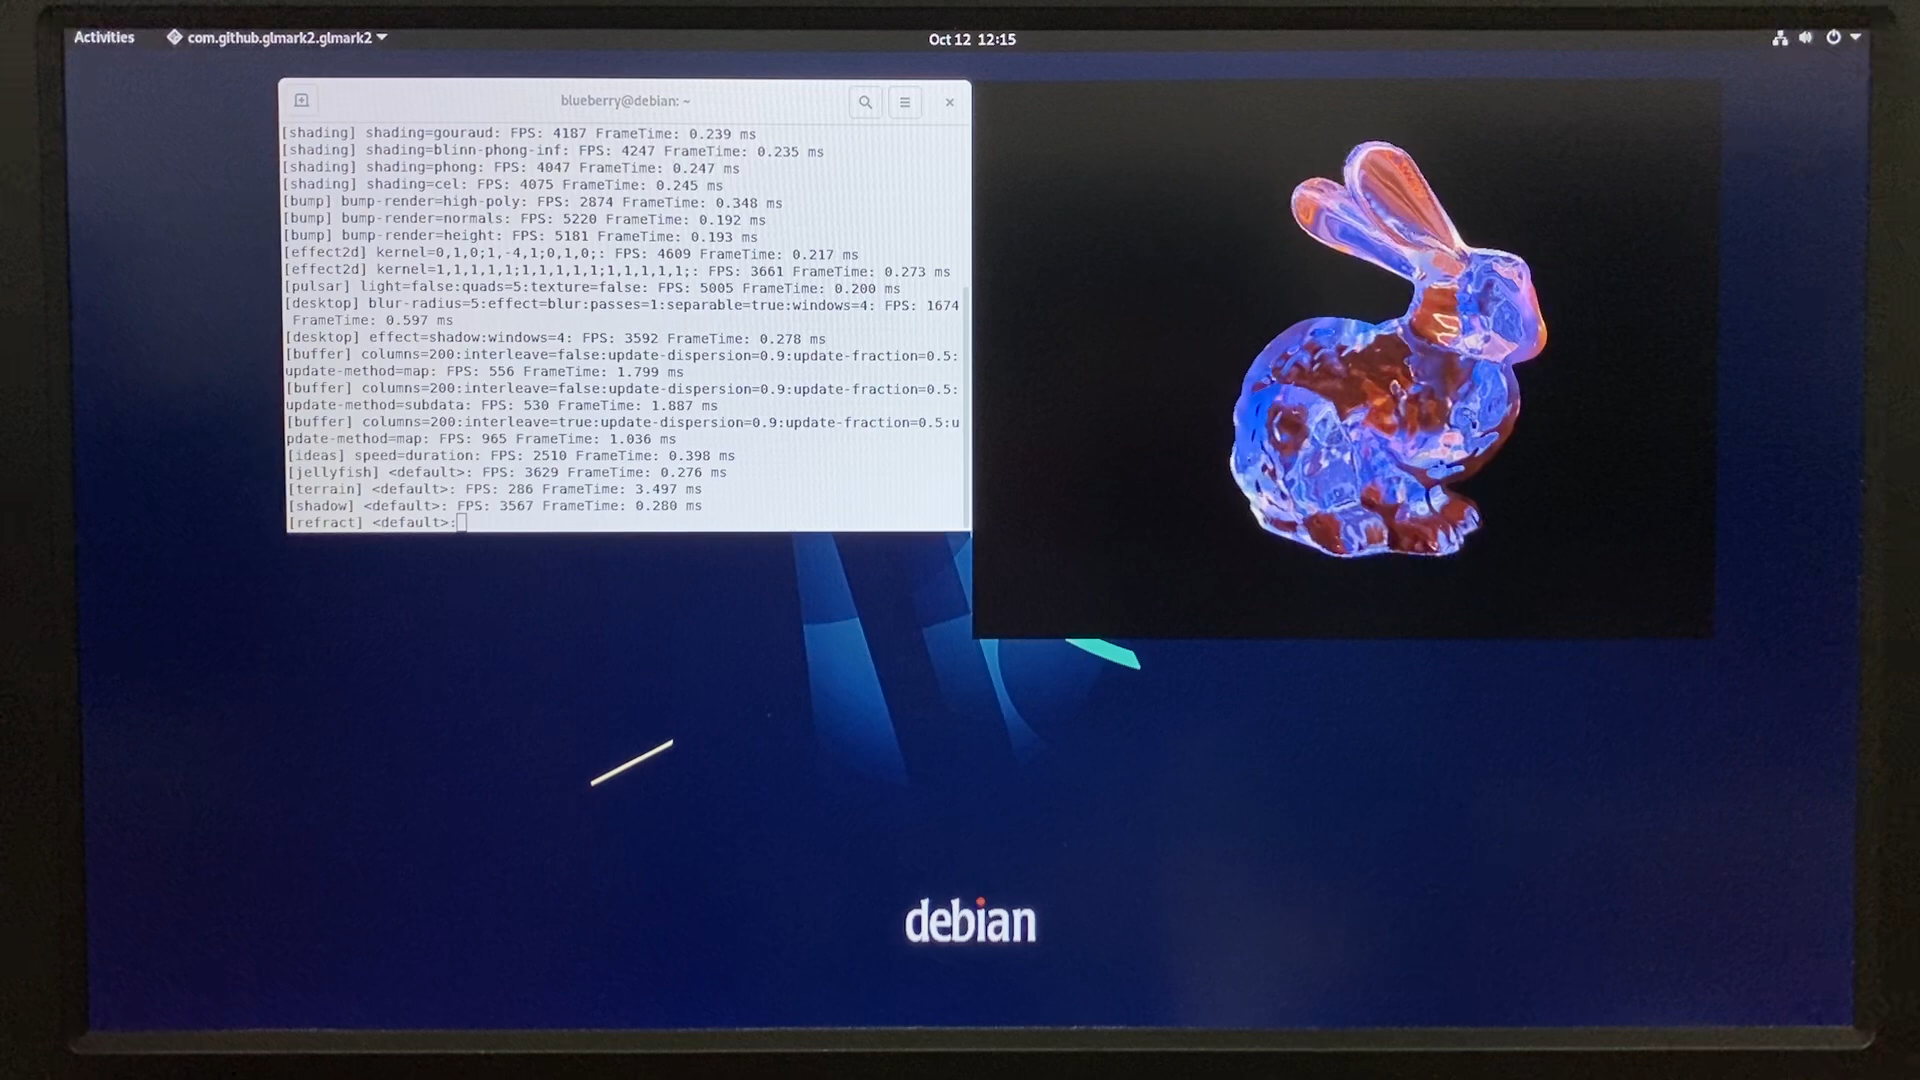 Activities com.github.glmark2.glmark2 Oct 12 12:15
blueberry@debian: ~
[shading] shading=gouraud: FPS: 4187 FrameTime: 0.239 ms
[shading] shading=blinn-phong-inf: FPS: 4247 FrameTime: 0.235 ms
[shading] shading=phong: FPS: 4047 FrameTime: 0.247 ms
[shading] shading=cel: FPS: 4075 FrameTime: 0.245 ms
[bump] bump-render=high-poly: FPS: 2874 FrameTime: 0.348 ms
[bump] bump-render=normals: FPS: 5220 FrameTime: 0.192 ms
[bump] bump-render=height: FPS: 5181 FrameTime: 0.193 ms
[effect2d] kernel=0,1,0;1,-4,1;0,1,0;: FPS: 4609 FrameTime: 0.217 ms
[effect2d] kernel=1,1,1,1,1;1,1,1,1,1;1,1,1,1,1;: FPS: 3661 FrameTime: 0.273 ms
[pulsar] light=false:quads=5:texture=false: FPS: 5005 FrameTime: 0.200 ms
[desktop] blur-radius=5:effect=blur:passes=1:separable=true:windows=4: FPS: 1674
FrameTime: 0.597 ms
[desktop] effect=shadow:windows=4: FPS: 3592 FrameTime: 0.278 ms
[buffer] columns=200:interleave=false:update-dispersion=0.9:update-fraction=0.5:
update-method=map: FPS: 556 FrameTime: 1.799 ms
[buffer] columns=200:interleave=false:update-dispersion=0.9:update-fraction=0.5:
update-method=subdata: FPS: 530 FrameTime: 1.887 ms
[buffer] columns=200:interleave=true:update-dispersion=0.9:update-fraction=0.5:u
pdate-method=map: FPS: 965 FrameTime: 1.036 ms
[ideas] speed=duration: FPS: 2510 FrameTime: 0.398 ms
[jellyfish] <default>: FPS: 3629 FrameTime: 0.276 ms
[terrain] <default>: FPS: 286 FrameTime: 3.497 ms
[shadow] <default>: FPS: 3567 FrameTime: 0.280 ms
[refract] <default>:
debian